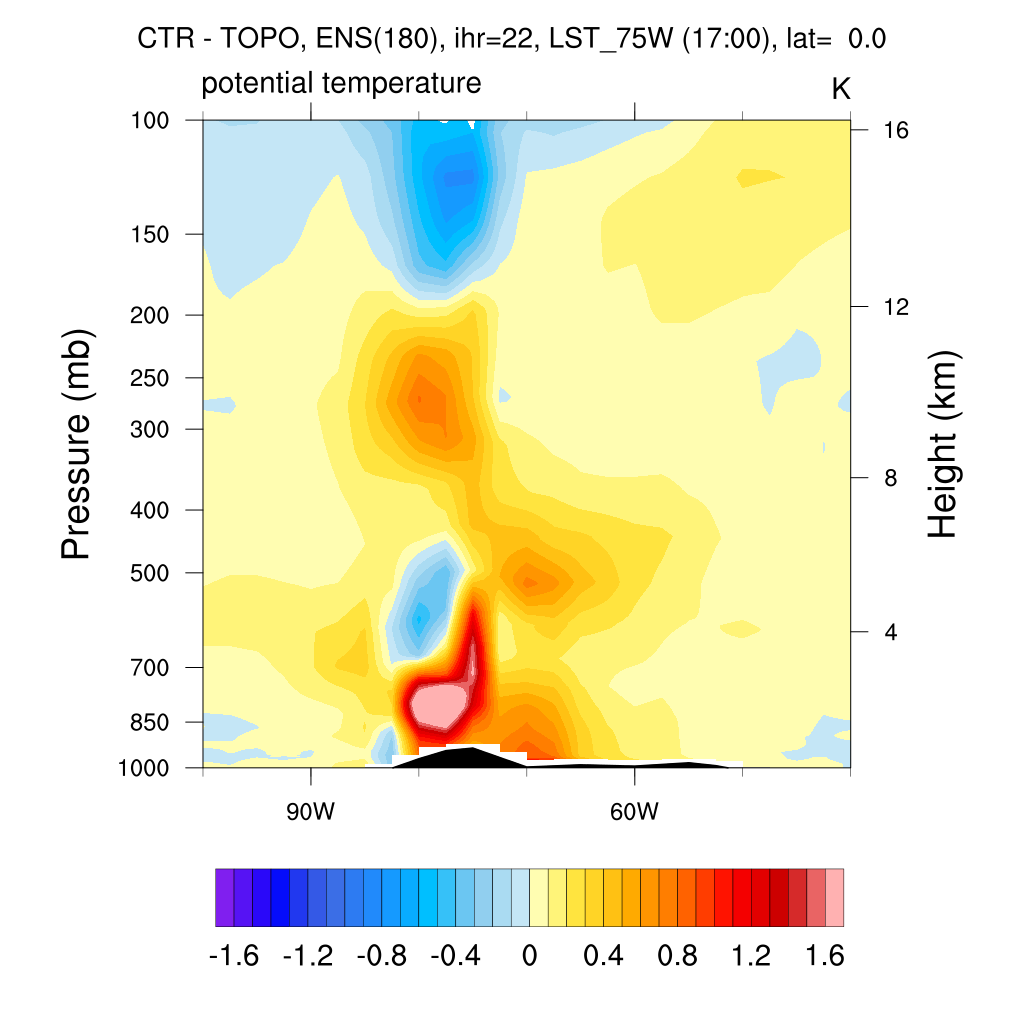 CTR - TOPO, ENS(180), ihr=22, LST_75W (17:00), lat=  0.0
potential temperature K
100
150
200
250
300
400
500
700
850
1000
Pressure (mb)
16
12
8
4
Height (km)
90W 60W
-1.6 -1.2 -0.8 -0.4 0 0.4 0.8 1.2 1.6